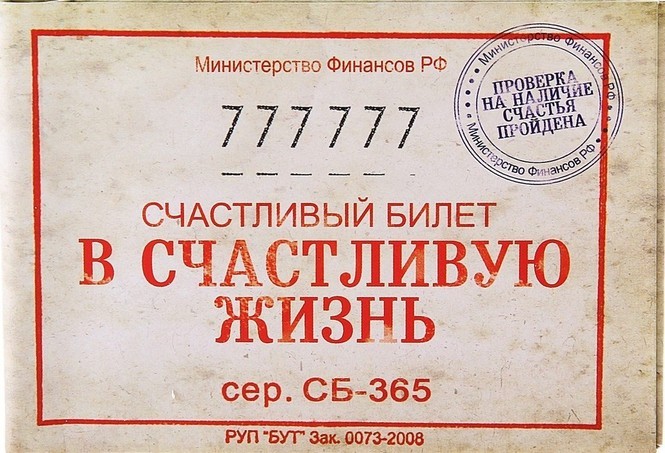 Министерство Финансов РФ
777777
СЧАСТЛИВЫЙ БИЛЕТ
В СЧАСТЛИВУЮ
ЖИЗНЬ
сер. СБ-365
РУП "БУТ" Зак. 0073-2008
Министерство Финансов РФ
ПРОВЕРКА
НА НАЛИЧИЕ
СЧАСТЬЯ
ПРОЙДЕНА
Министерство Финансов РФ